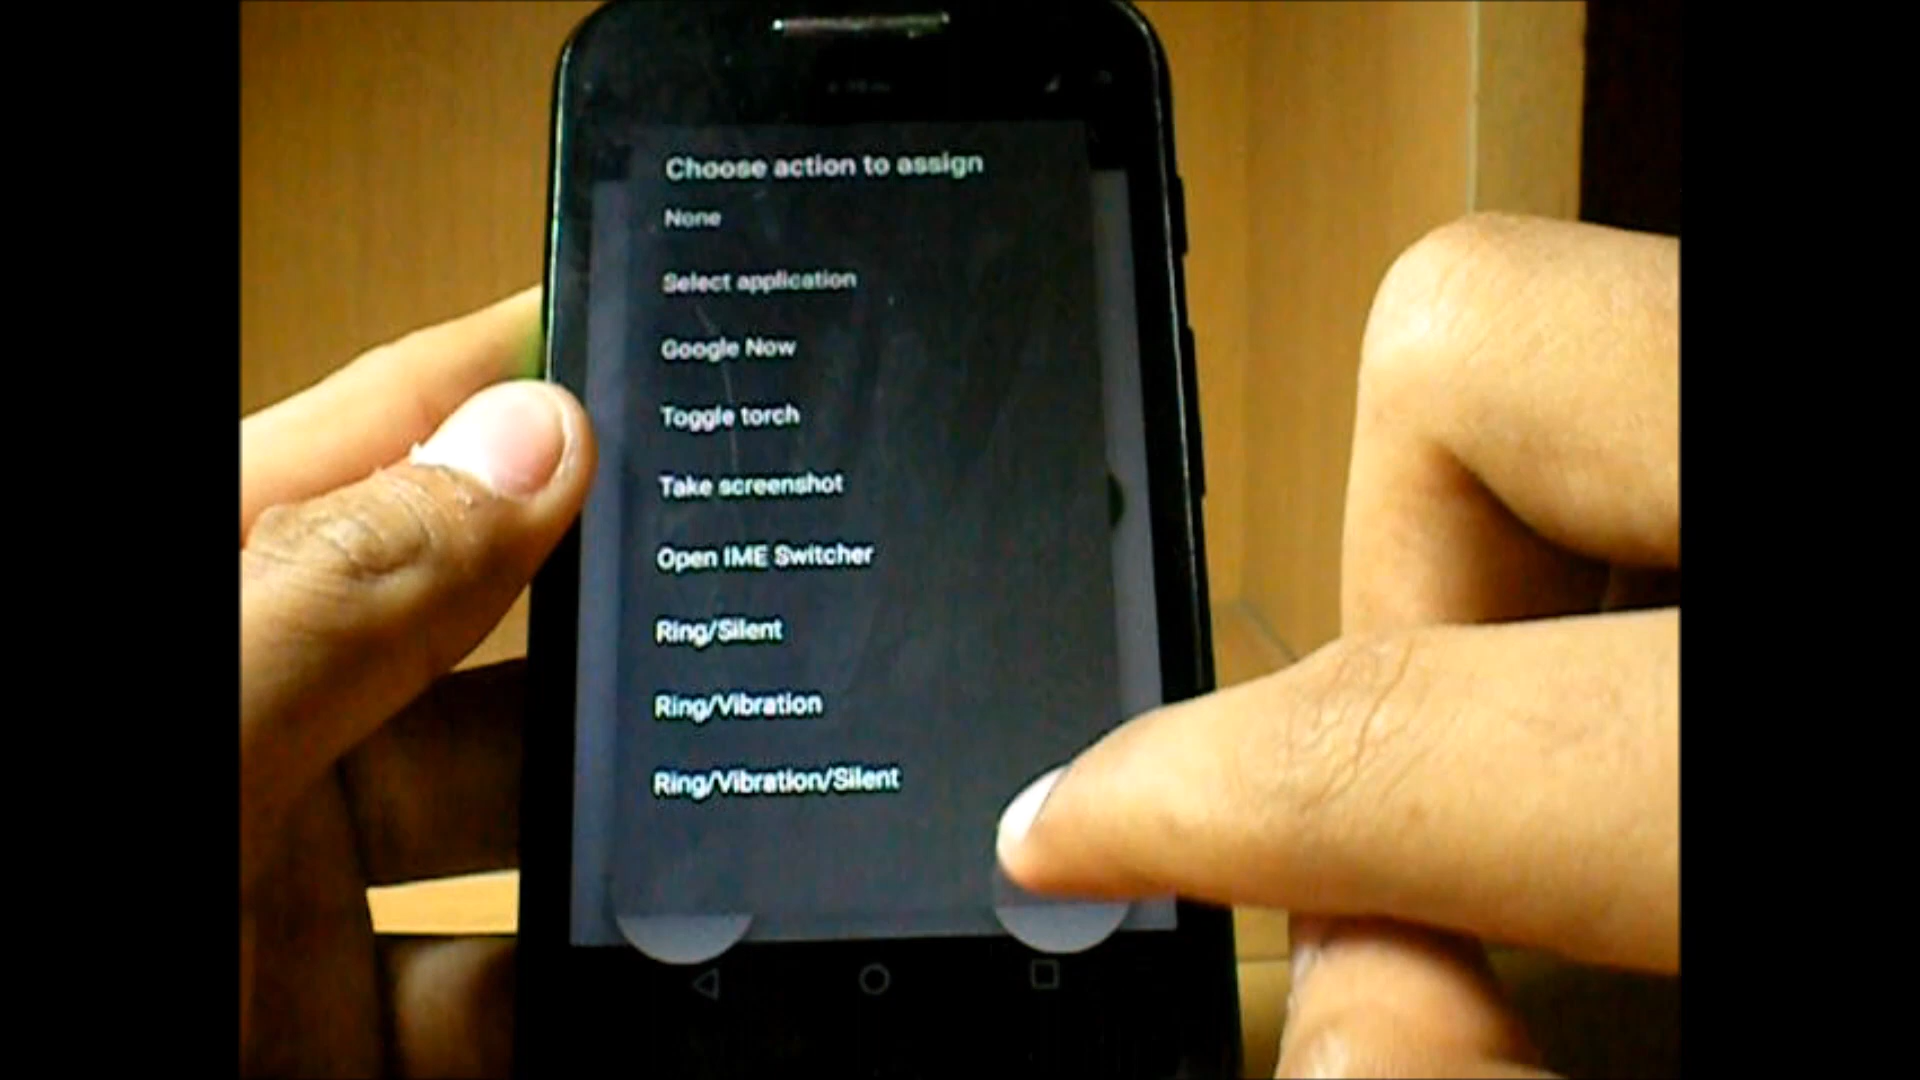 Choose action to assign
None
Select application
Google Now
Toggle torch
Take screenshot
Open IME Switcher
Ring/Silent
Ring/Vibration
Ring/Vibration/Silent